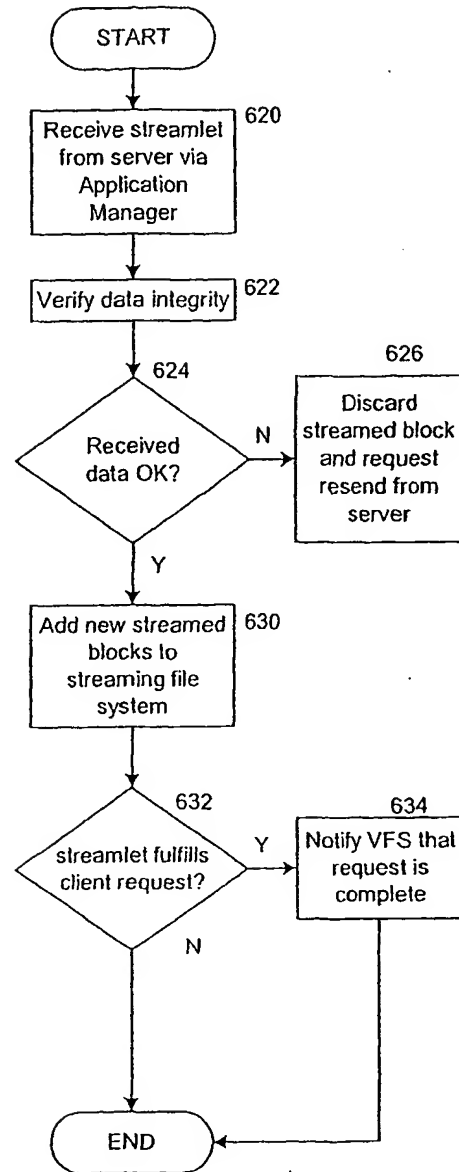 START
620
Receive streamlet
from server via
Application
Manager
Verify data integrity
622
624
Received
data OK?
N
626
Discard
streamed block
and request
resend from
server
Y
Add new streamed
blocks to
streaming file
system
630
632
streamlet fulfills
client request?
Y
634
Notify VFS that
request is
complete
N
END